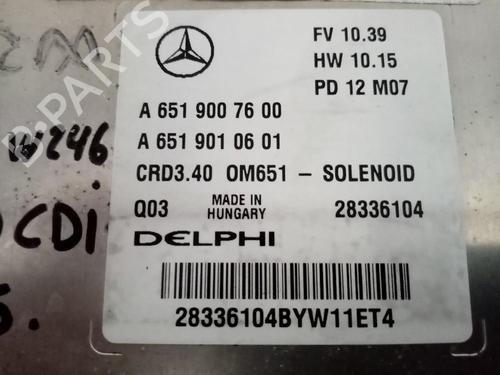 FV 10.39
HW 10.15
PD 12 M07
A 651 900 76 00
A 651 901 06 01
CRD3.40 OM651 - SOLENOID
Q03 MADE IN HUNGARY 28336104
DELPHI
28336104BYW11ET4
W246
CDI